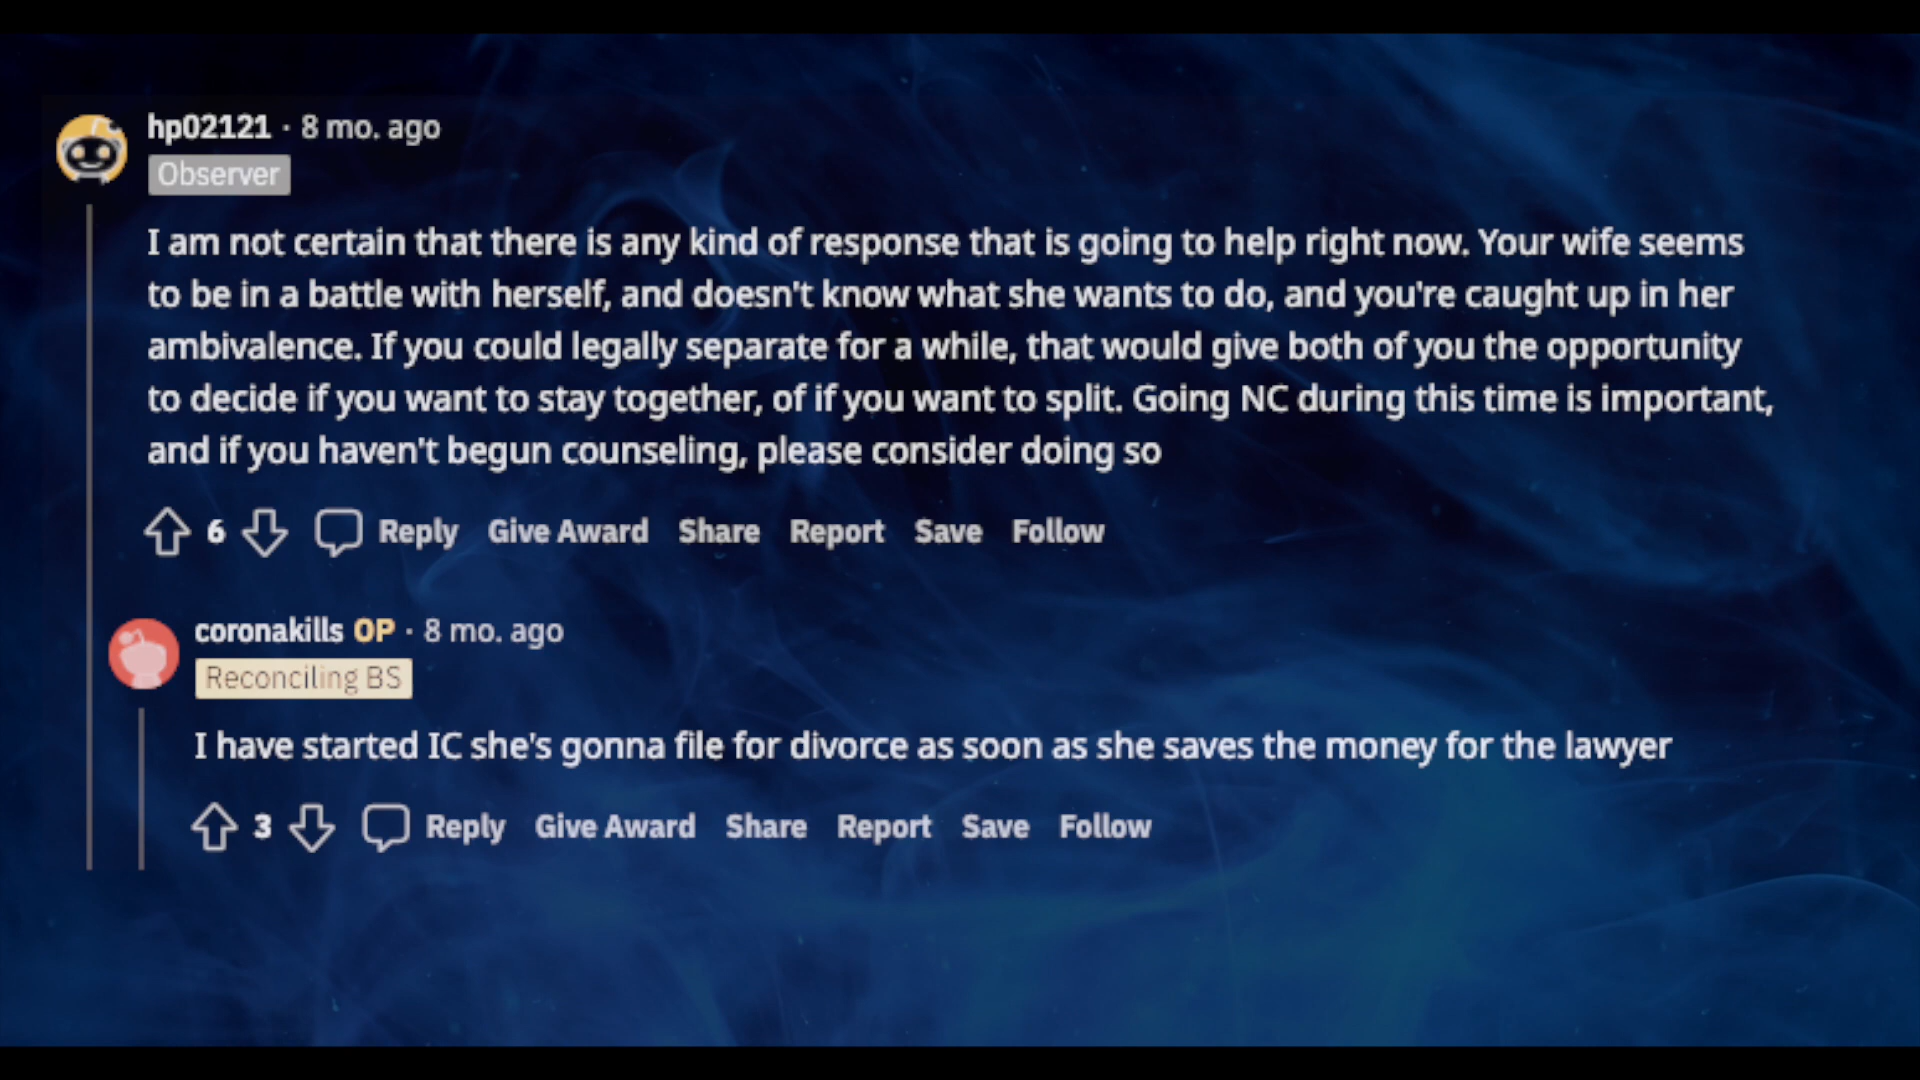 hp02121 · 8 mo. ago
Observer
I am not certain that there is any kind of response that is going to help right now. Your wife seems
to be in a battle with herself, and doesn't know what she wants to do, and you're caught up in her
ambivalence. If you could legally separate for a while, that would give both of you the opportunity
to decide if you want to stay together, of if you want to split. Going NC during this time is important,
and if you haven't begun counseling, please consider doing so
6 Reply Give Award Share Report Save Follow
coronakills OP · 8 mo. ago
Reconciling BS
I have started IC she's gonna file for divorce as soon as she saves the money for the lawyer
3 Reply Give Award Share Report Save Follow